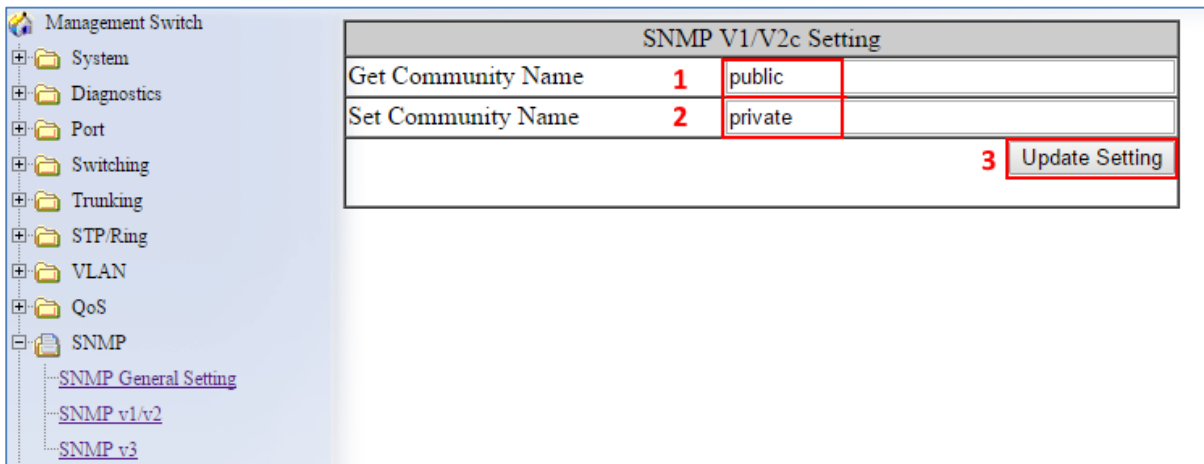 Management Switch
System
Diagnostics
Port
Switching
Trunking
STP/Ring
VLAN
QoS
SNMP
SNMP General Setting
SNMP v1/v2
SNMP v3
SNMP V1/V2c Setting
Get Community Name 1 public
Set Community Name 2 private
3 Update Setting